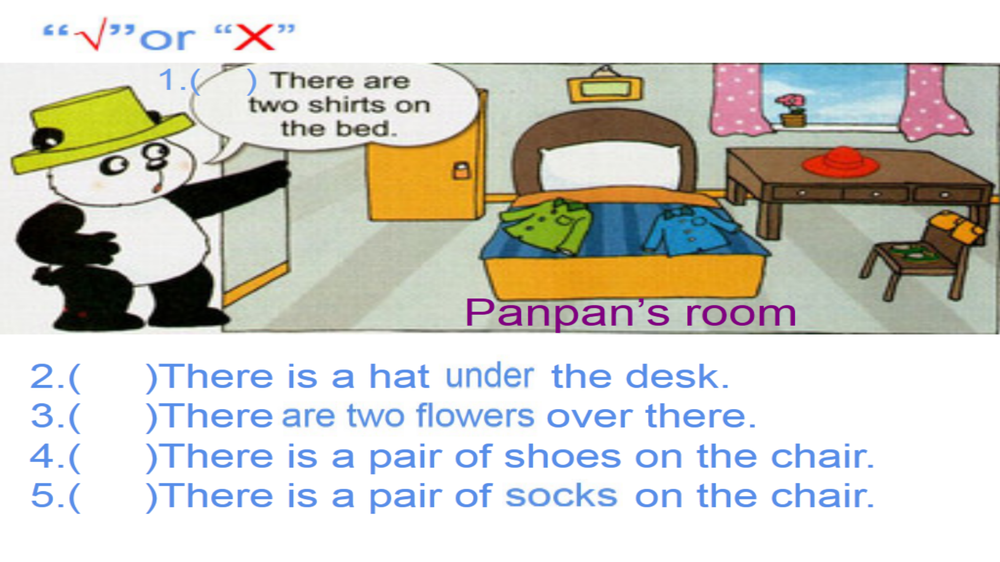 “√”or “X”
1.( ) There are
two shirts on
the bed.
Panpan’s room
2.( )There is a hat under the desk.
3.( )There are two flowers over there.
4.( )There is a pair of shoes on the chair.
5.( )There is a pair of socks on the chair.